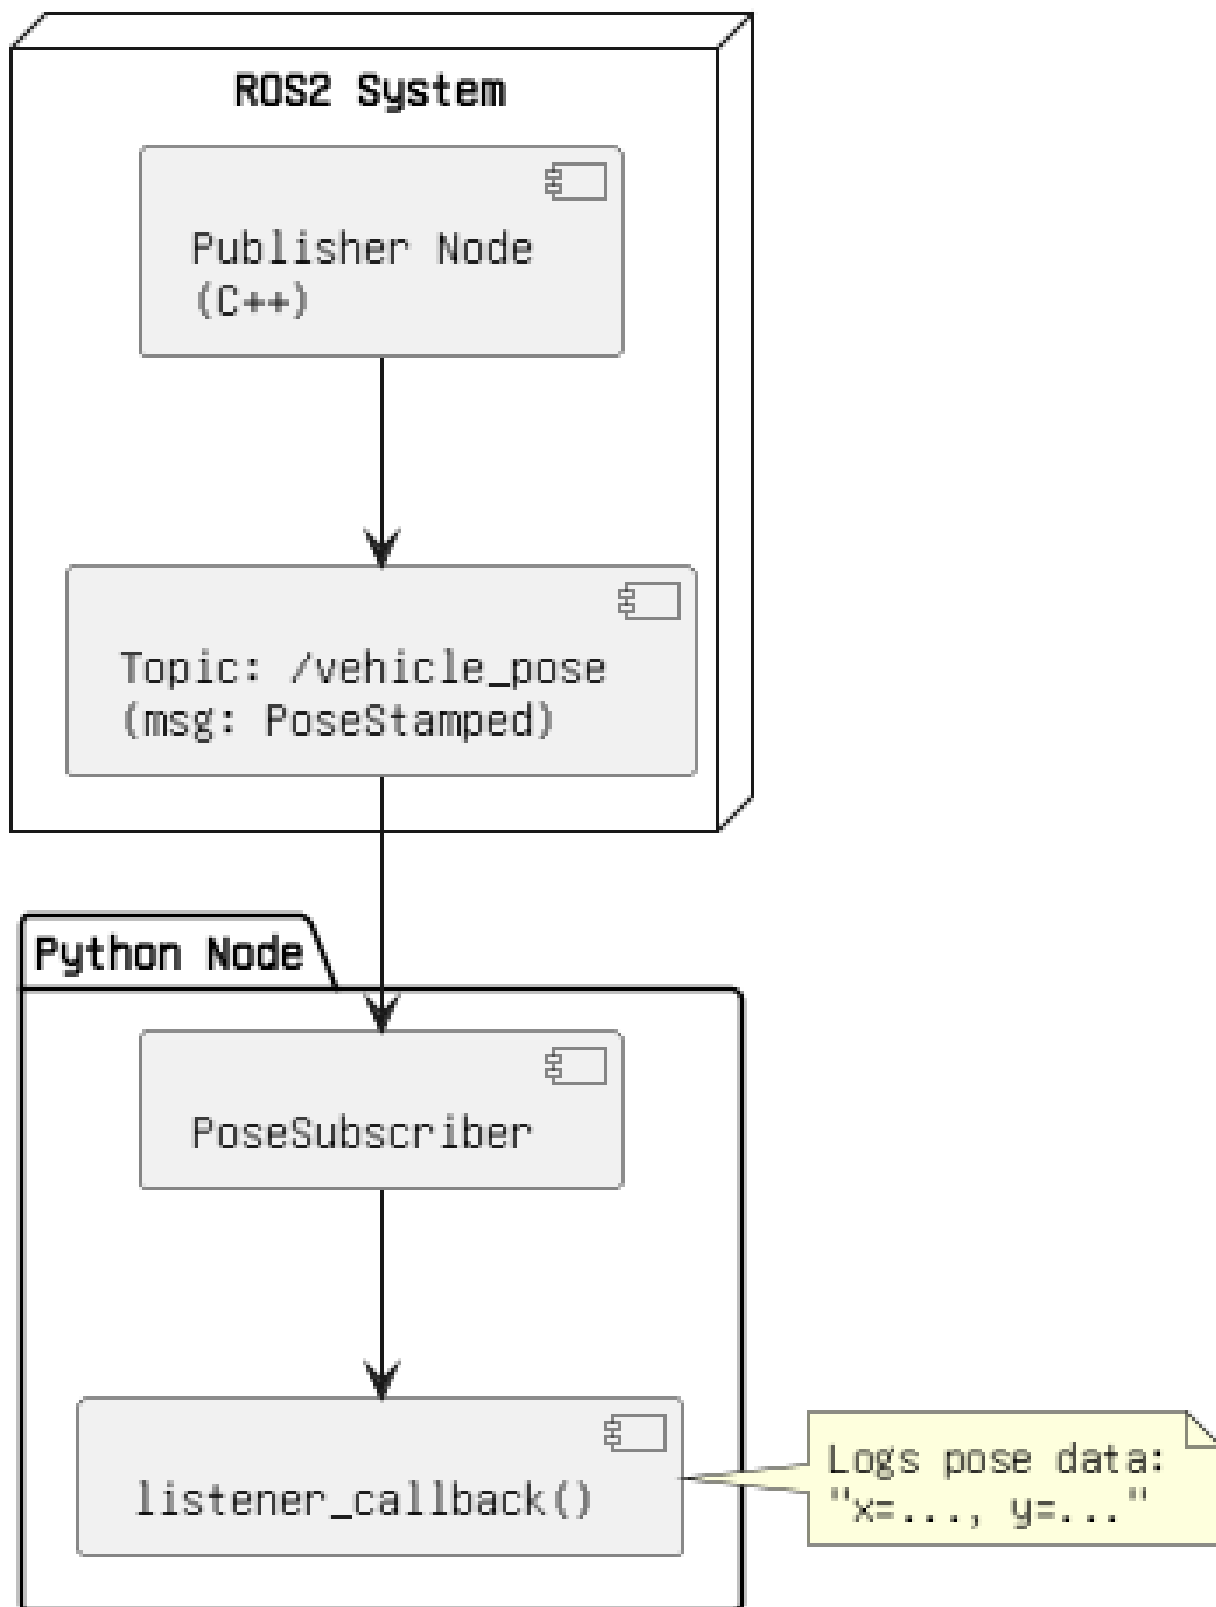 ROS2 System
Publisher Node
(C++)
Topic: /vehicle_pose
(msg: PoseStamped)
Python Node
PoseSubscriber
listener_callback()
Logs pose data:
"x=..., y=..."